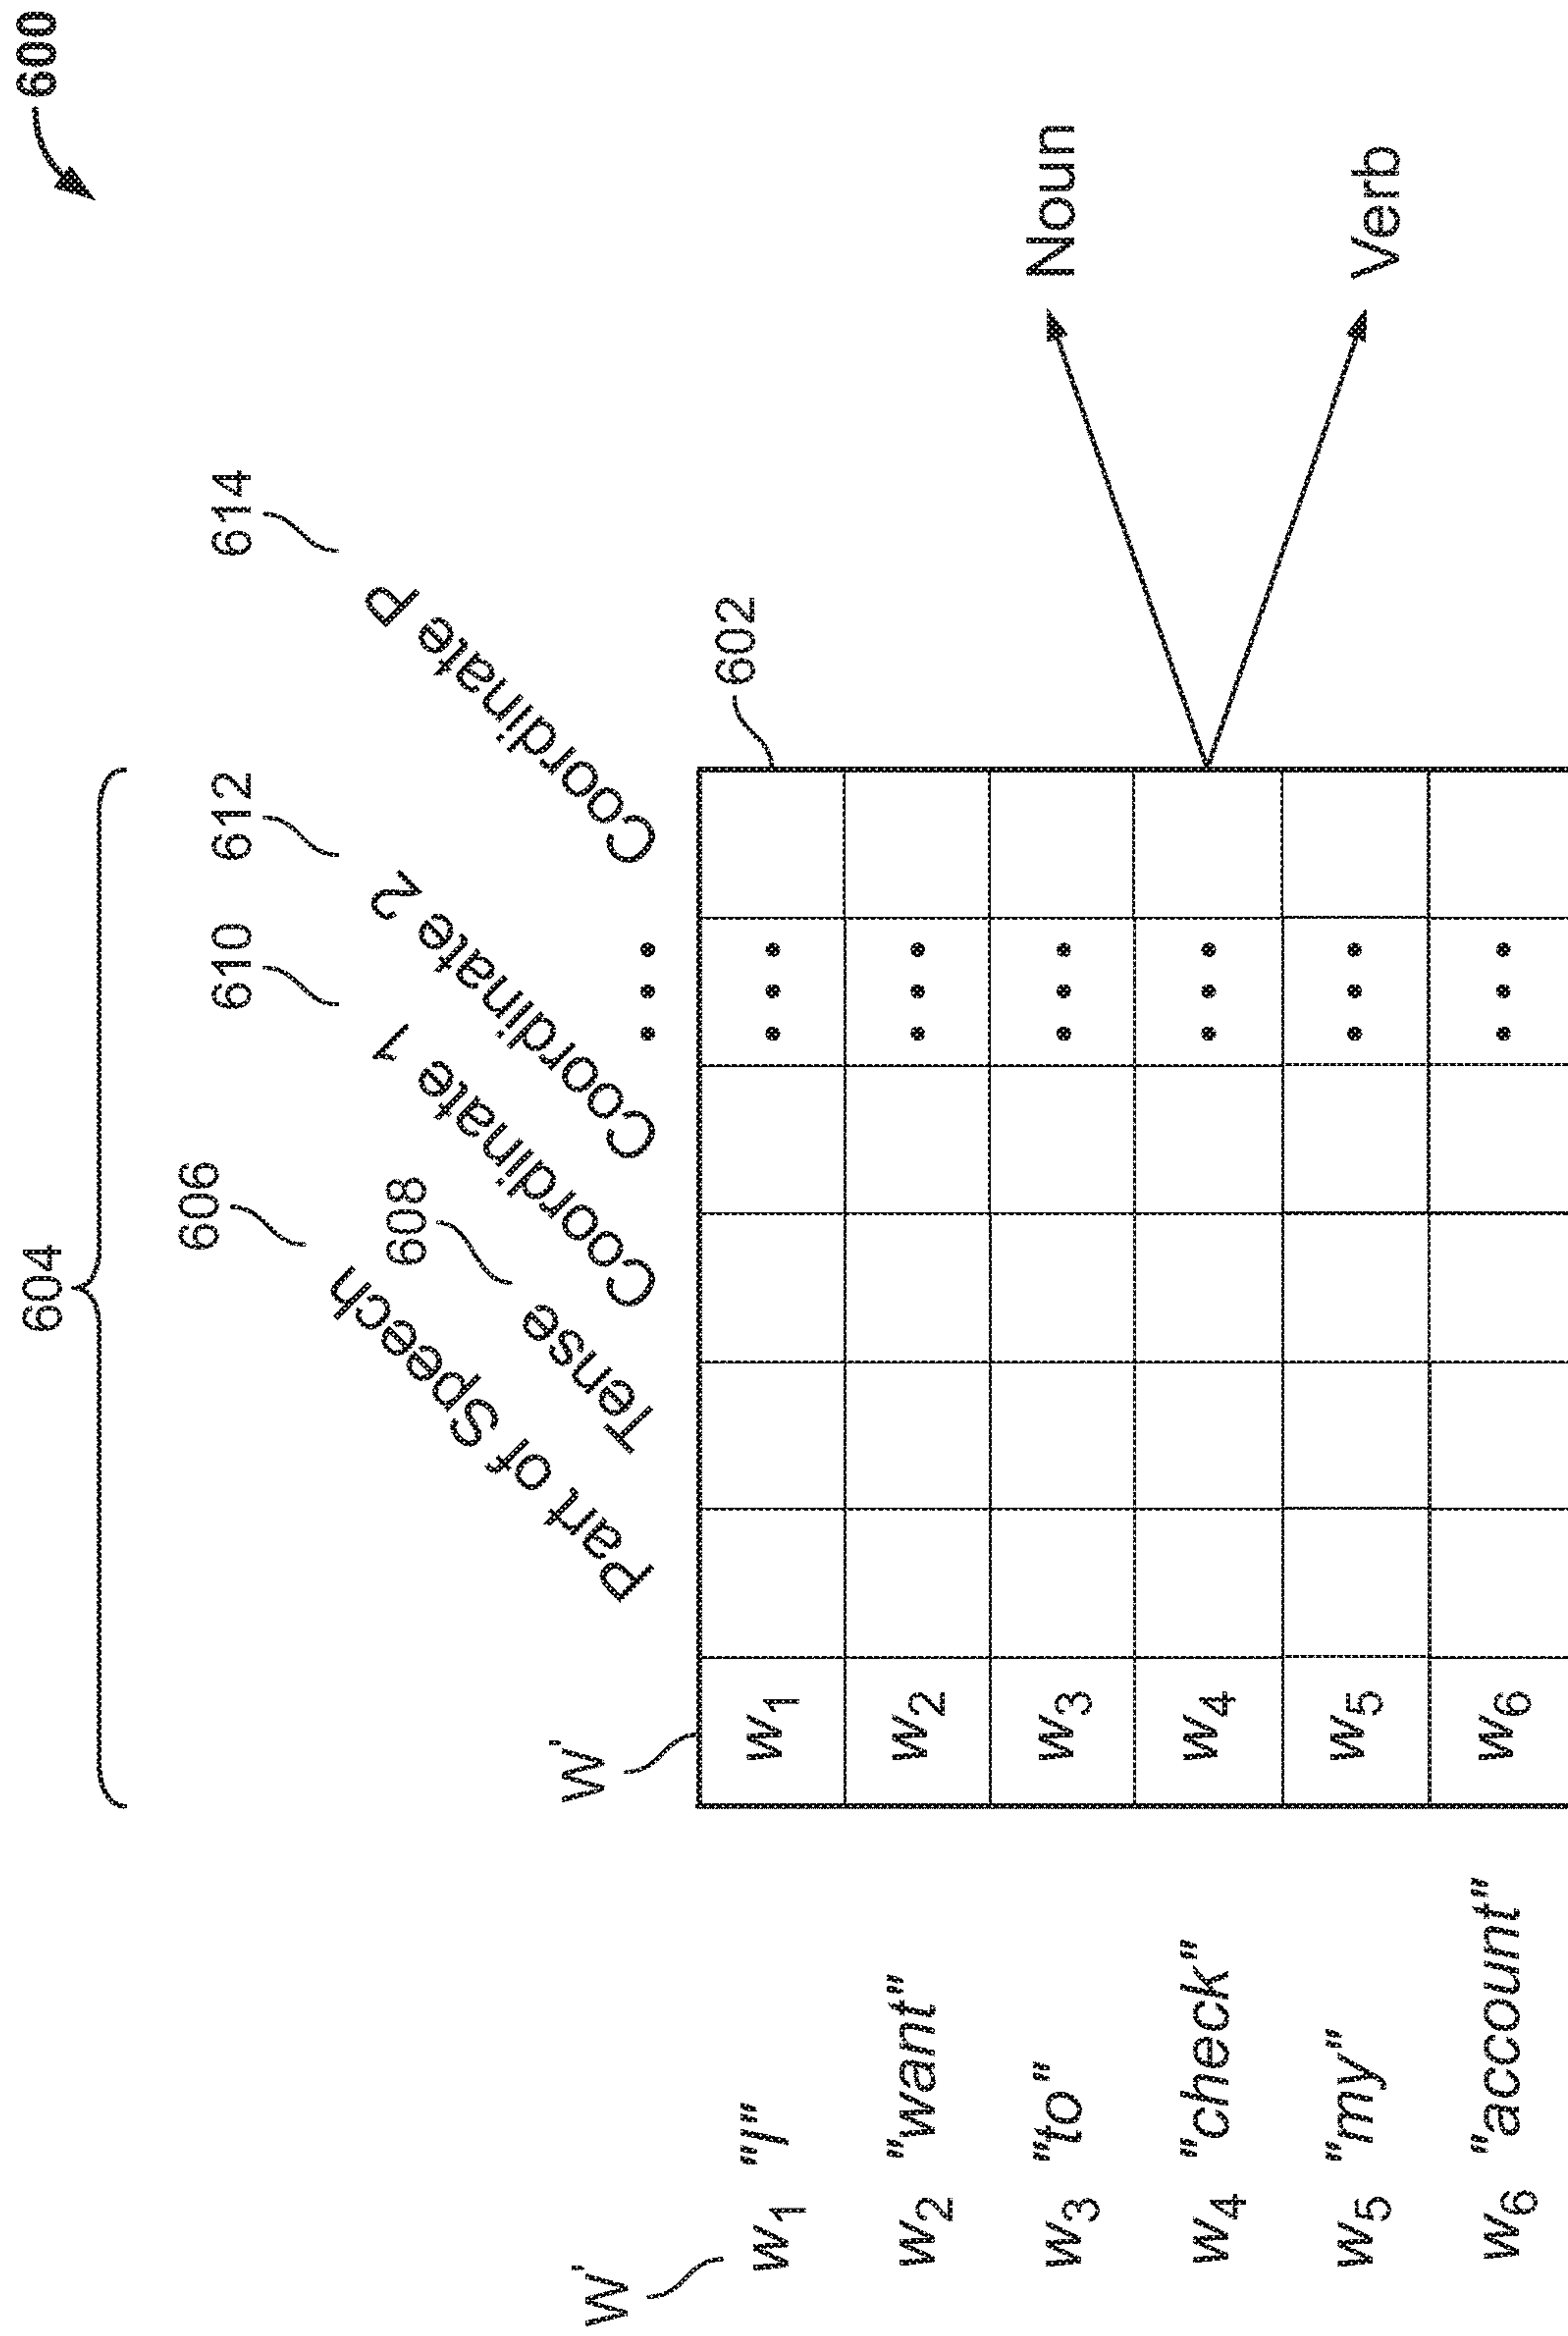 600
604
606
614
612
610
608
Part of Speech
Tense
Coordinate 1
Coordinate 2
• • •
Coordinate P
W'
W'
602
w1 "I" w1 • • •
w2 "want" w2 • • •
w3 "to" w3 • • •
w4 "check" w4 • • •
w5 "my" w5 • • •
w6 "account" w6 • • •
Noun
Verb